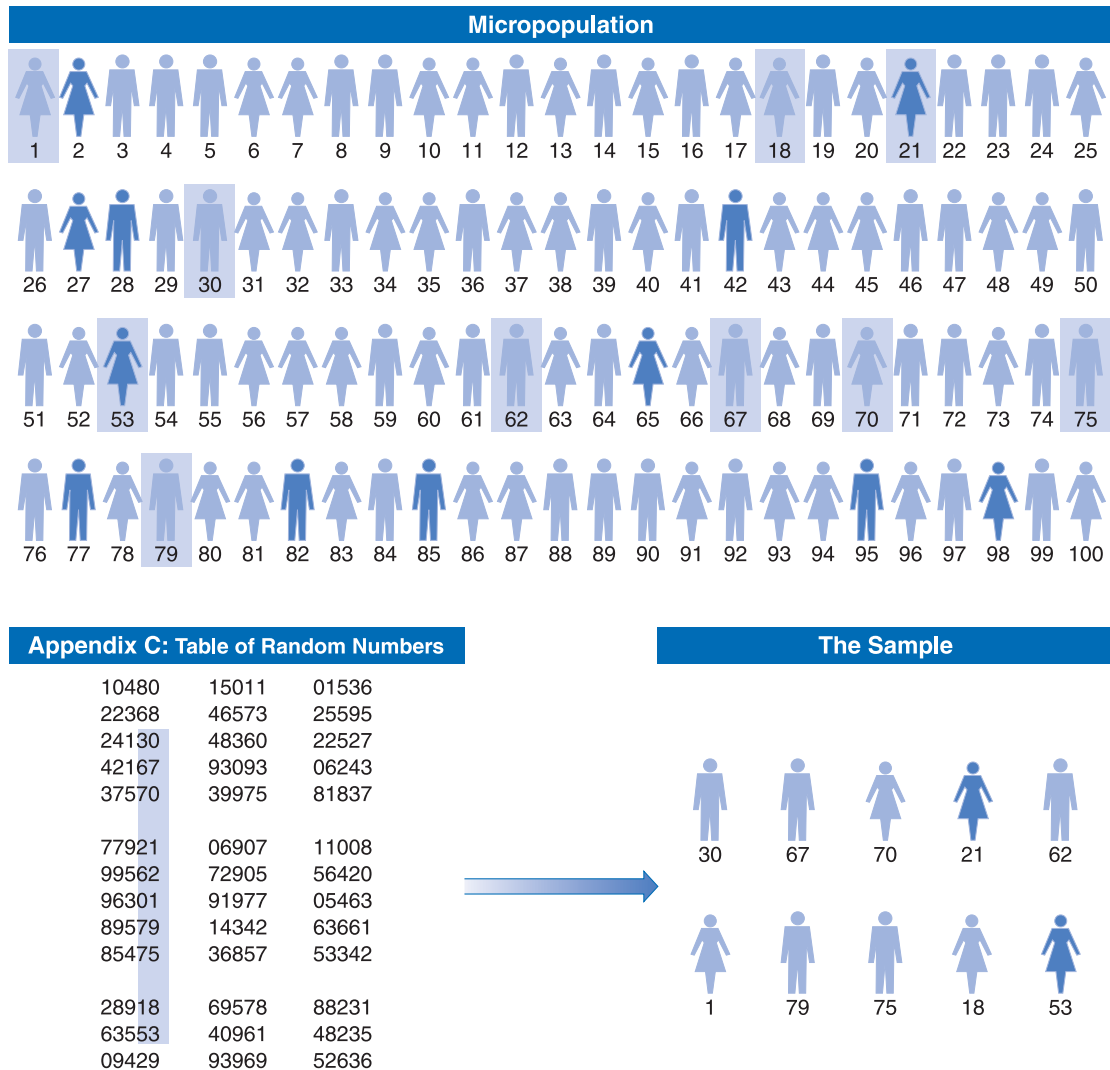 Micropopulation
1 2 3 4 5 6 7 8 9 10 11 12 13 14 15 16 17 18 19 20 21 22 23 24 25
26 27 28 29 30 31 32 33 34 35 36 37 38 39 40 41 42 43 44 45 46 47 48 49 50
51 52 53 54 55 56 57 58 59 60 61 62 63 64 65 66 67 68 69 70 71 72 73 74 75
76 77 78 79 80 81 82 83 84 85 86 87 88 89 90 91 92 93 94 95 96 97 98 99 100
Appendix C: Table of Random Numbers
10480 15011 01536
22368 46573 25595
24130 48360 22527
42167 93093 06243
37570 39975 81837
77921 06907 11008
99562 72905 56420
96301 91977 05463
89579 14342 63661
85475 36857 53342
28918 69578 88231
63553 40961 48235
09429 93969 52636
The Sample
30 67 70 21 62
1 79 75 18 53